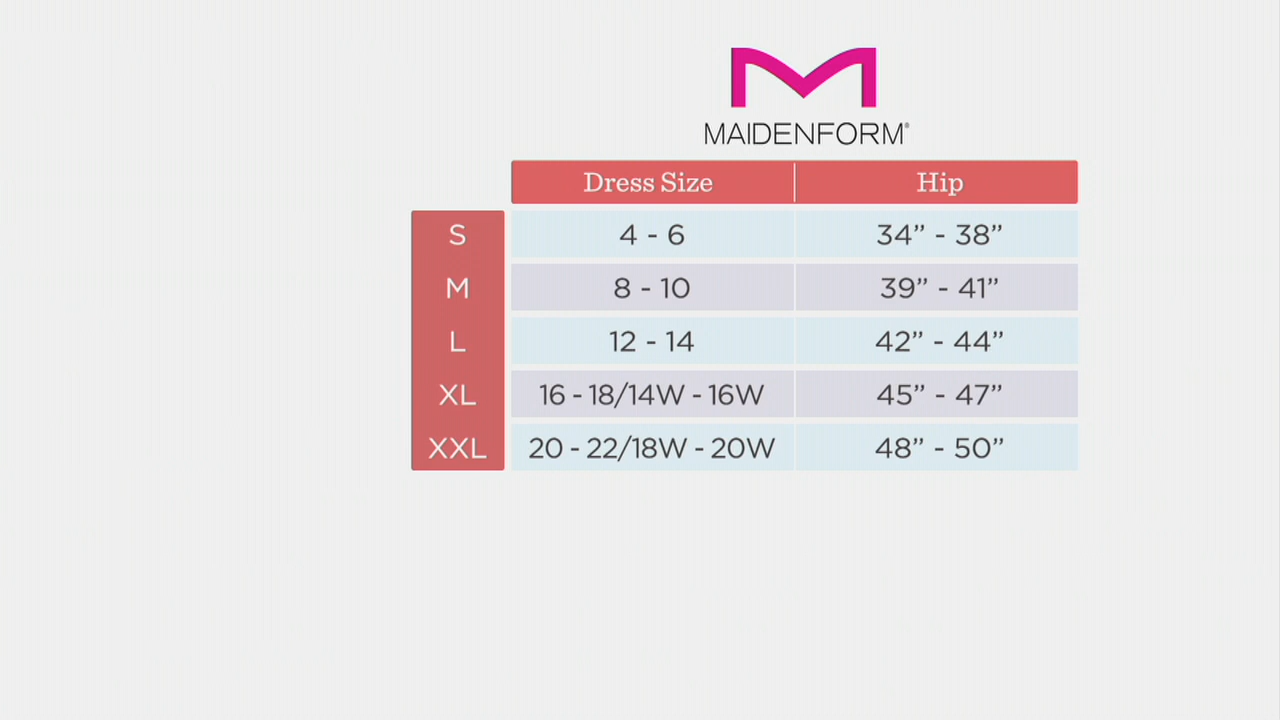 MAIDENFORM®
Dress Size Hip
S 4 - 6 34” - 38”
M 8 - 10 39” - 41”
L 12 - 14 42” - 44”
XL 16 - 18/14W - 16W 45” - 47”
XXL 20 - 22/18W - 20W 48” - 50”